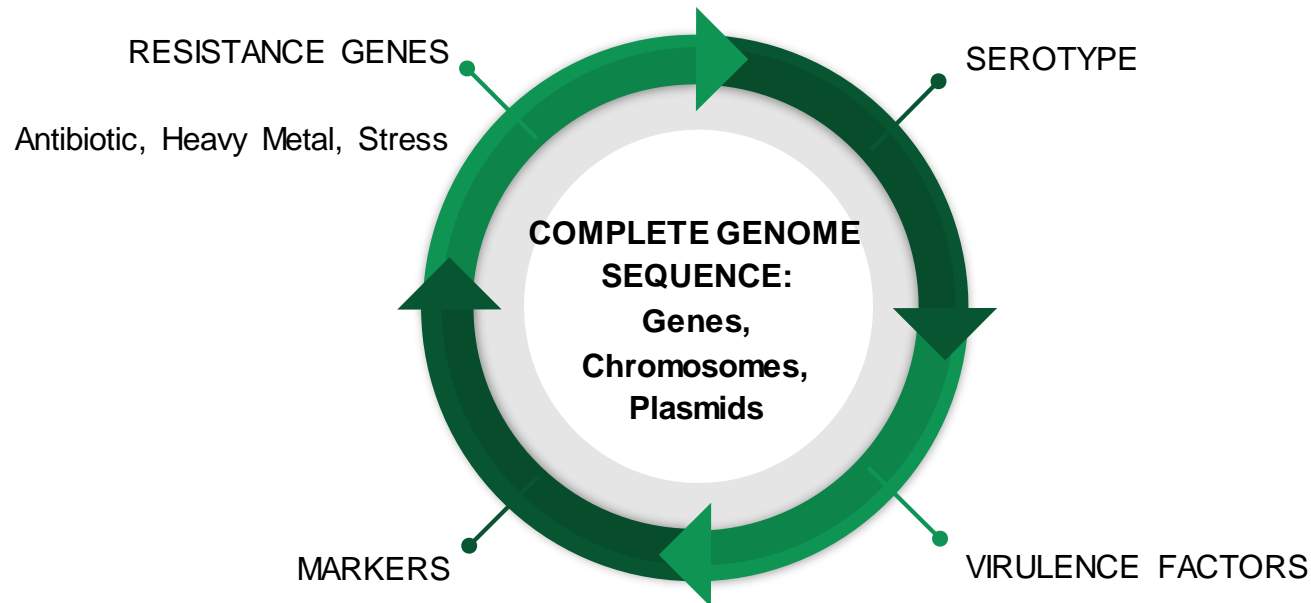 RESISTANCE GENES
Antibiotic, Heavy Metal, Stress
SEROTYPE
COMPLETE GENOME
SEQUENCE:
Genes,
Chromosomes,
Plasmids
MARKERS
VIRULENCE FACTORS